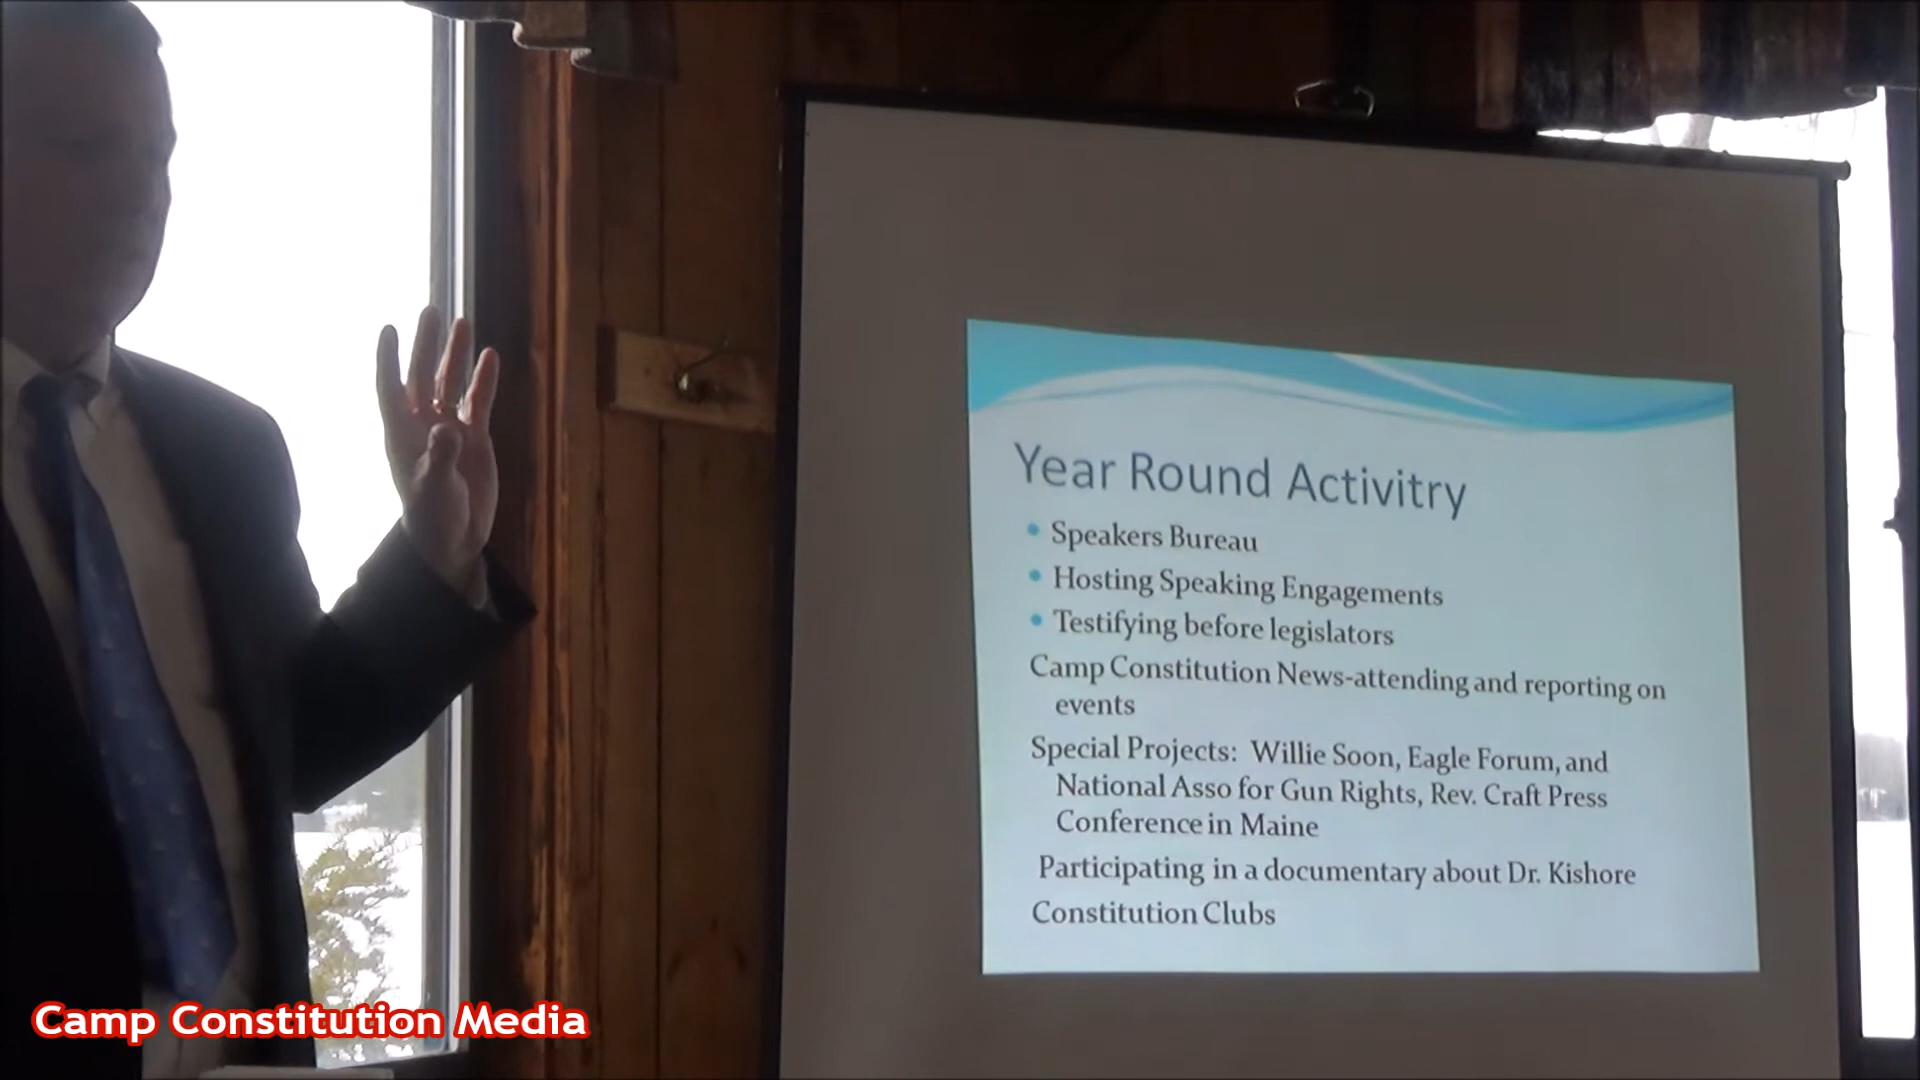 Year Round Activitry
• Speakers Bureau
• Hosting Speaking Engagements
• Testifying before legislators
Camp Constitution News-attending and reporting on
events
Special Projects: Willie Soon, Eagle Forum, and
National Asso for Gun Rights, Rev. Craft Press
Conference in Maine
Participating in a documentary about Dr. Kishore
Constitution Clubs
Camp Constitution Media